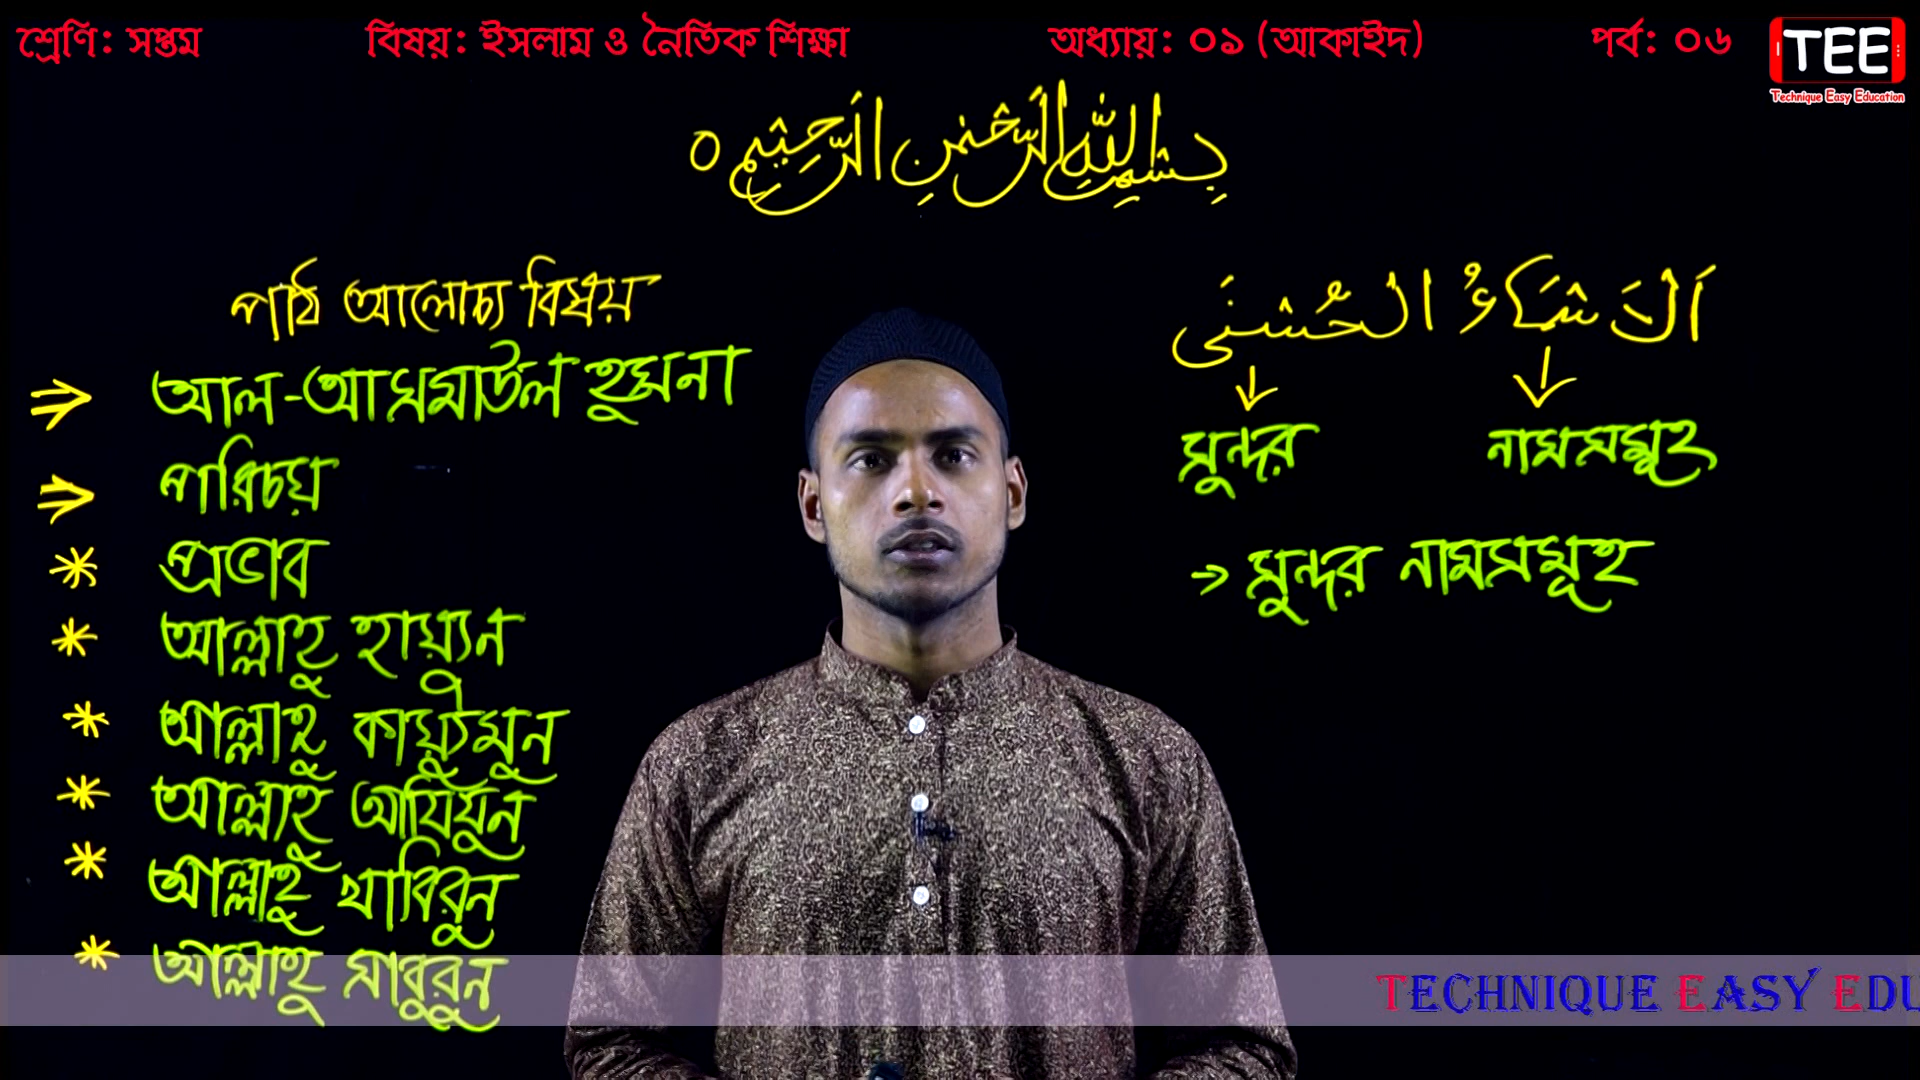 শ্রেণি: সপ্তম বিষয়: ইসলাম ও নৈতিক শিক্ষা অধ্যায়: ০১ (আকাইদ) পর্ব: ০৬
TEE
Technique Easy Education
بِسْمِ اللّٰهِ الرَّحْمٰنِ الرَّحِيْمِ ○
পাঠ আলোচ্য বিষয়
⇒ আল-আসমাউল হুসনা
⇒ পরিচয়
* প্রভাব
* আল্লাহু হায়্যুন
* আল্লাহু কায়্যুমুন
* আল্লাহু আযিযুন
* আল্লাহু খাবিরুন
* আল্লাহু সাবুরুন
اَلْاَسْمَاءُ الْحُسْنٰى
সুন্দর নামসমূহ
→ সুন্দর নামসমূহ
TECHNIQUE EASY EDU